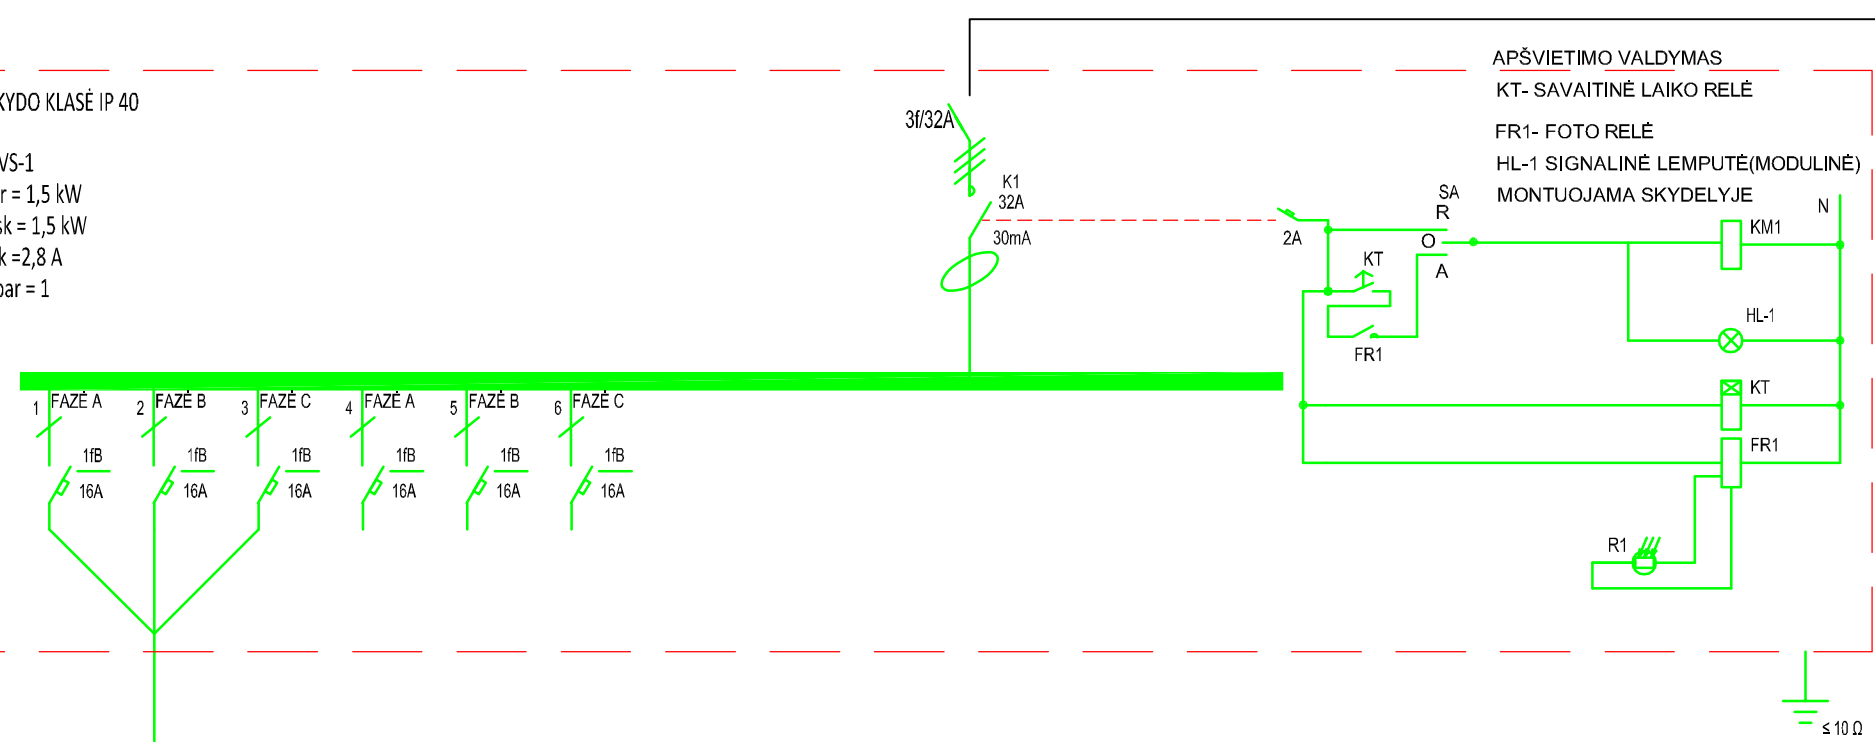 KYDO KLASĖ IP 40
VS-1
r = 1,5 kW
sk = 1,5 kW
k =2,8 A
par = 1
3f/32A
K1
32A
30mA
APŠVIETIMO VALDYMAS
KT- SAVAITINĖ LAIKO RELĖ
FR1- FOTO RELĖ
HL-1 SIGNALINĖ LEMPUTĖ(MODULINĖ)
MONTUOJAMA SKYDELYJE
2A
SA
R
O
A
KT
FR1
N
KM1
HL-1
KT
FR1
R1
1 FAZĖ A
2 FAZĖ B
3 FAZĖ C
4 FAZĖ A
5 FAZĖ B
6 FAZĖ C
1fB 1fB 1fB 1fB 1fB 1fB
16A 16A 16A 16A 16A 16A
≤ 10 Ω